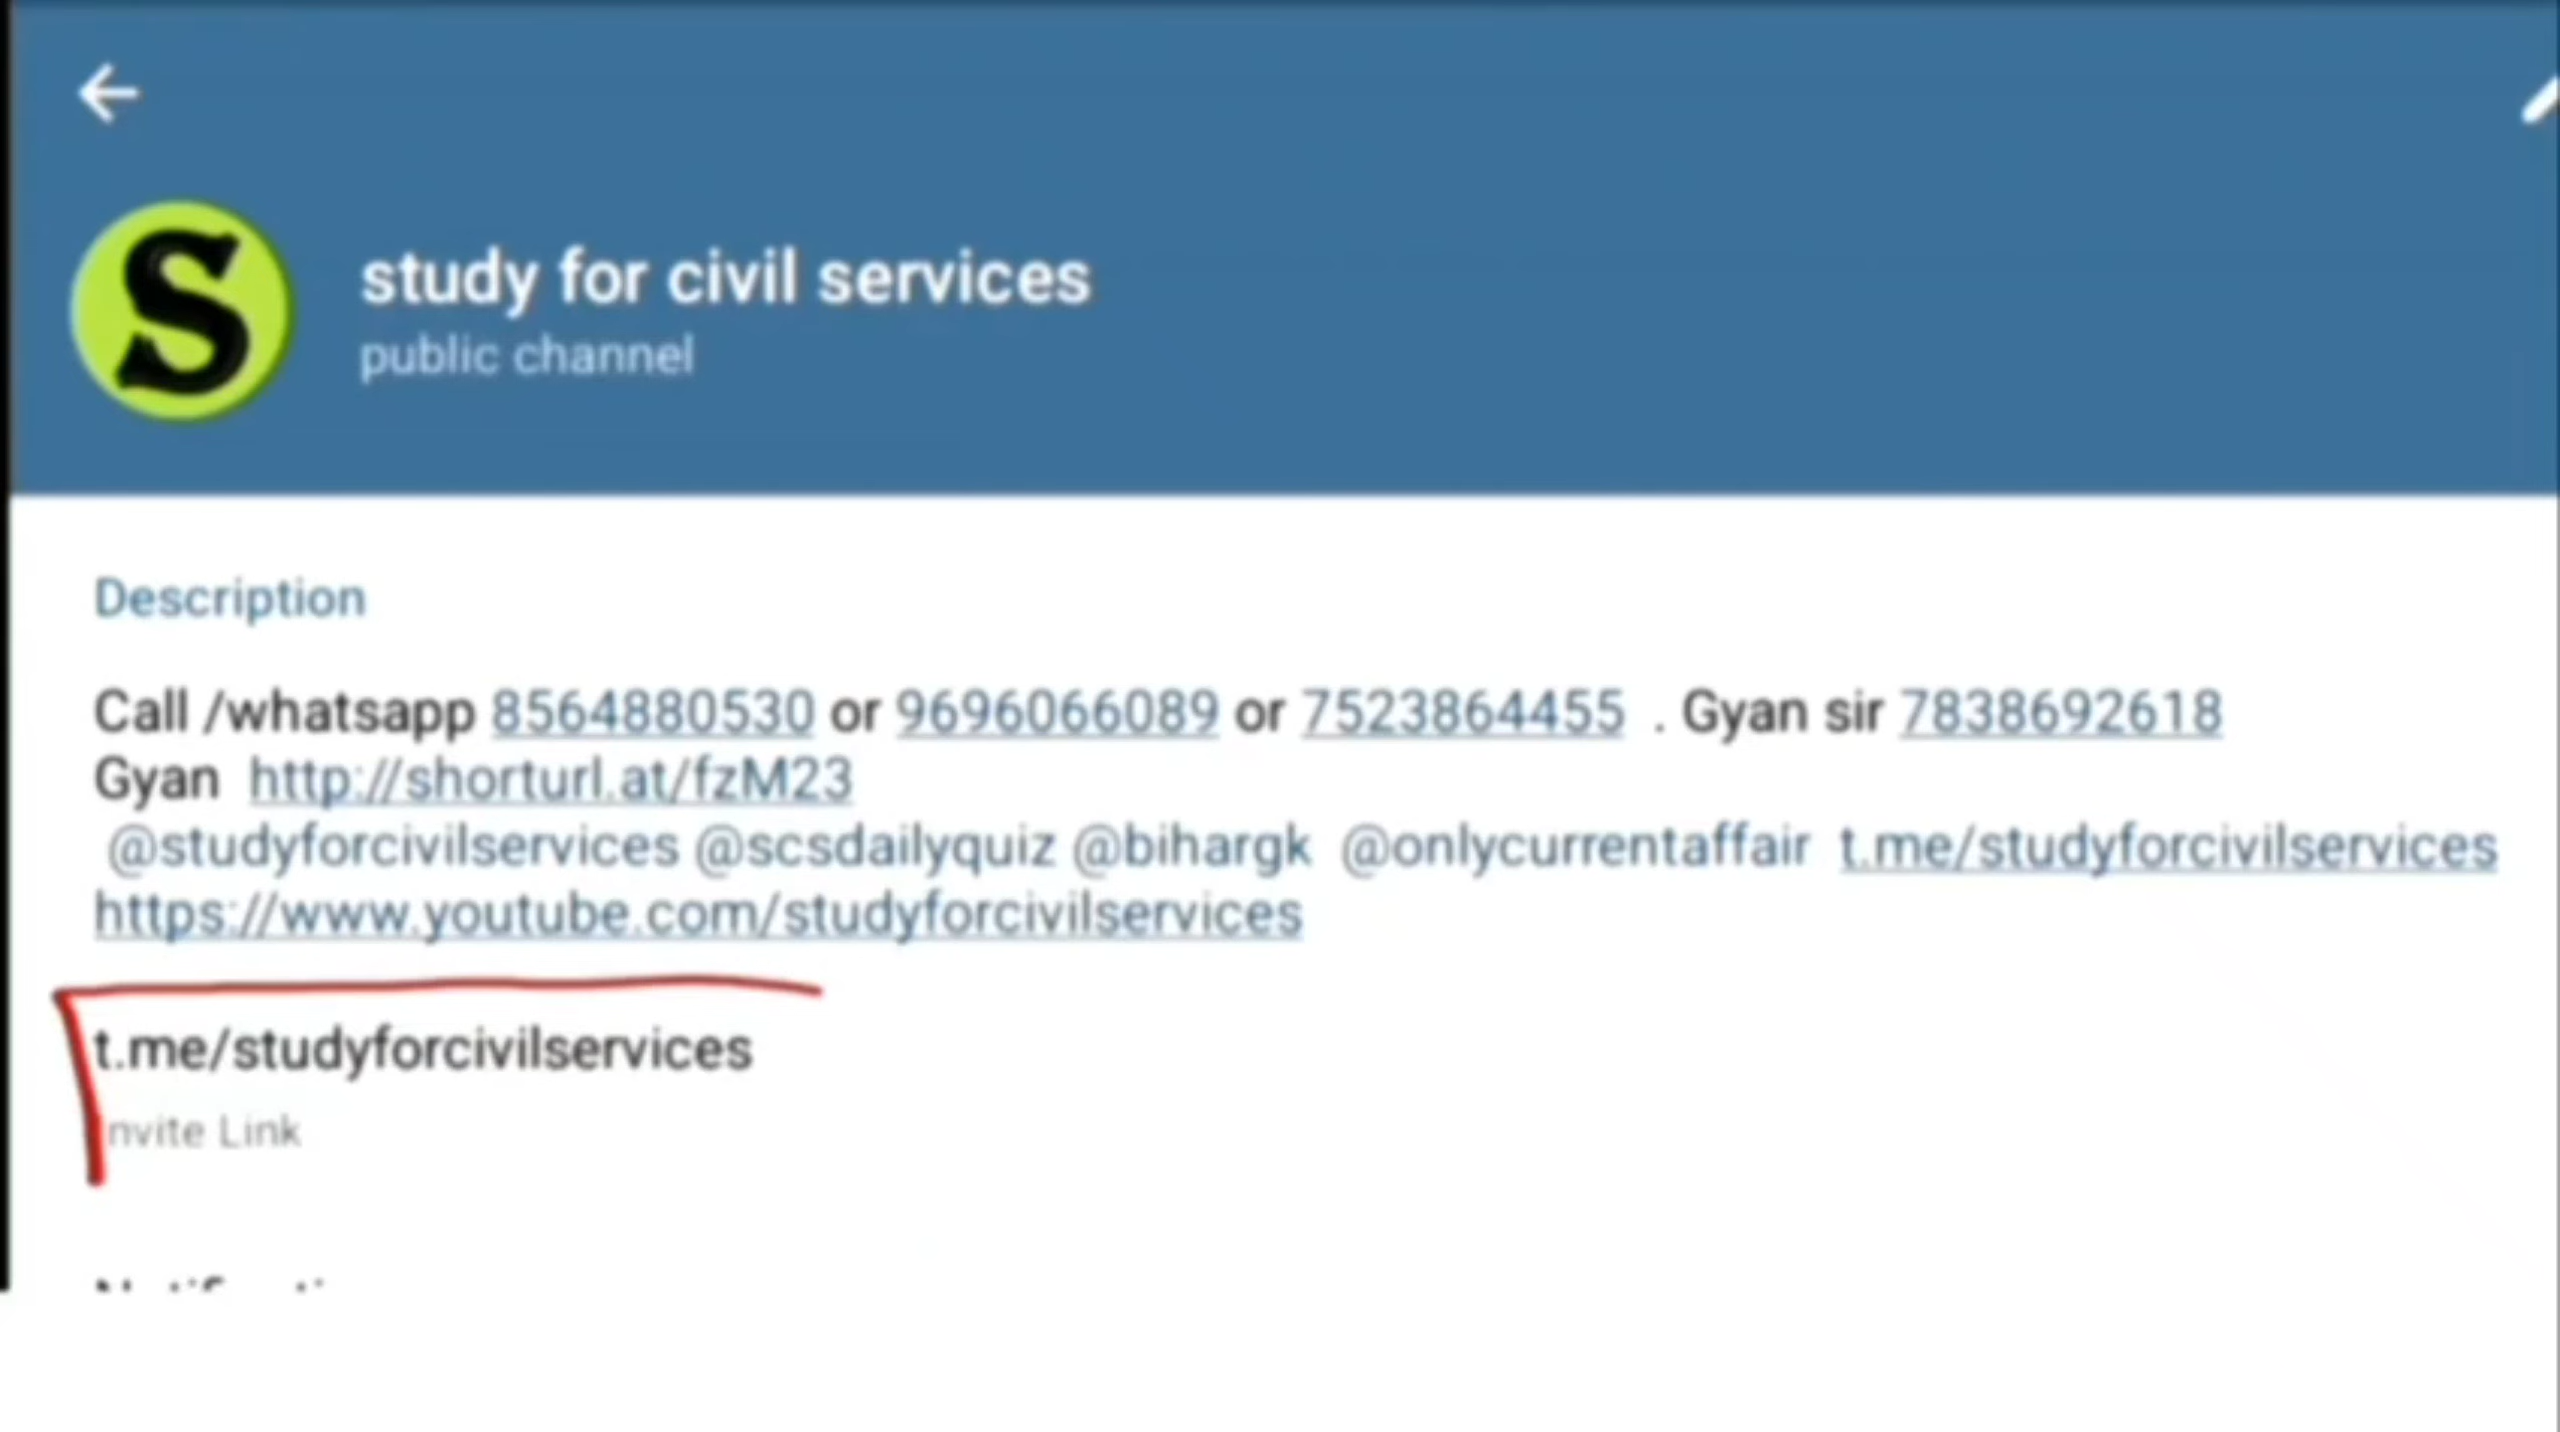 S
study for civil services
public channel
Description
Call /whatsapp 8564880530 or 9696066089 or 7523864455 . Gyan sir 7838692618
Gyan http://shorturl.at/fzM23
@studyforcivilservices @scsdailyquiz @bihargk @onlycurrentaffair t.me/studyforcivilservices
https://www.youtube.com/studyforcivilservices
t.me/studyforcivilservices
Invite Link